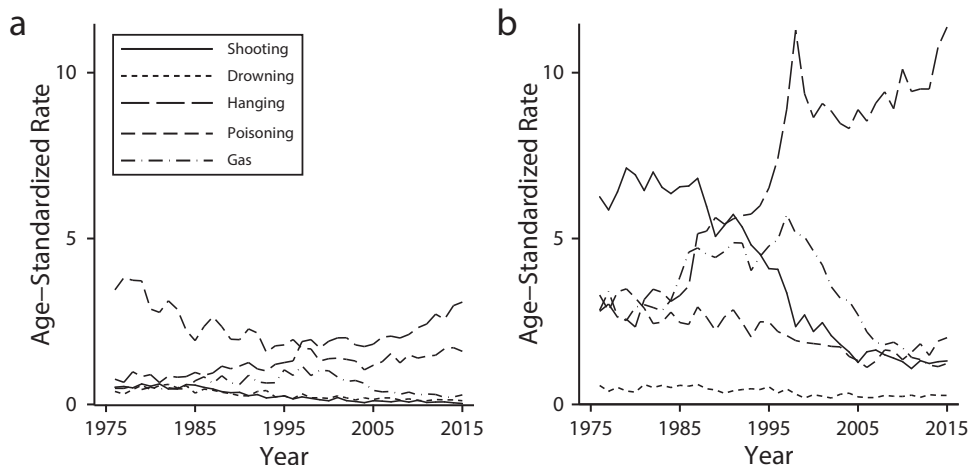 a
Age–Standardized Rate
10
5
0
Shooting
Drowning
Hanging
Poisoning
Gas
1975 1985 1995 2005 2015
Year
b
Age–Standardized Rate
10
5
0
1975 1985 1995 2005 2015
Year